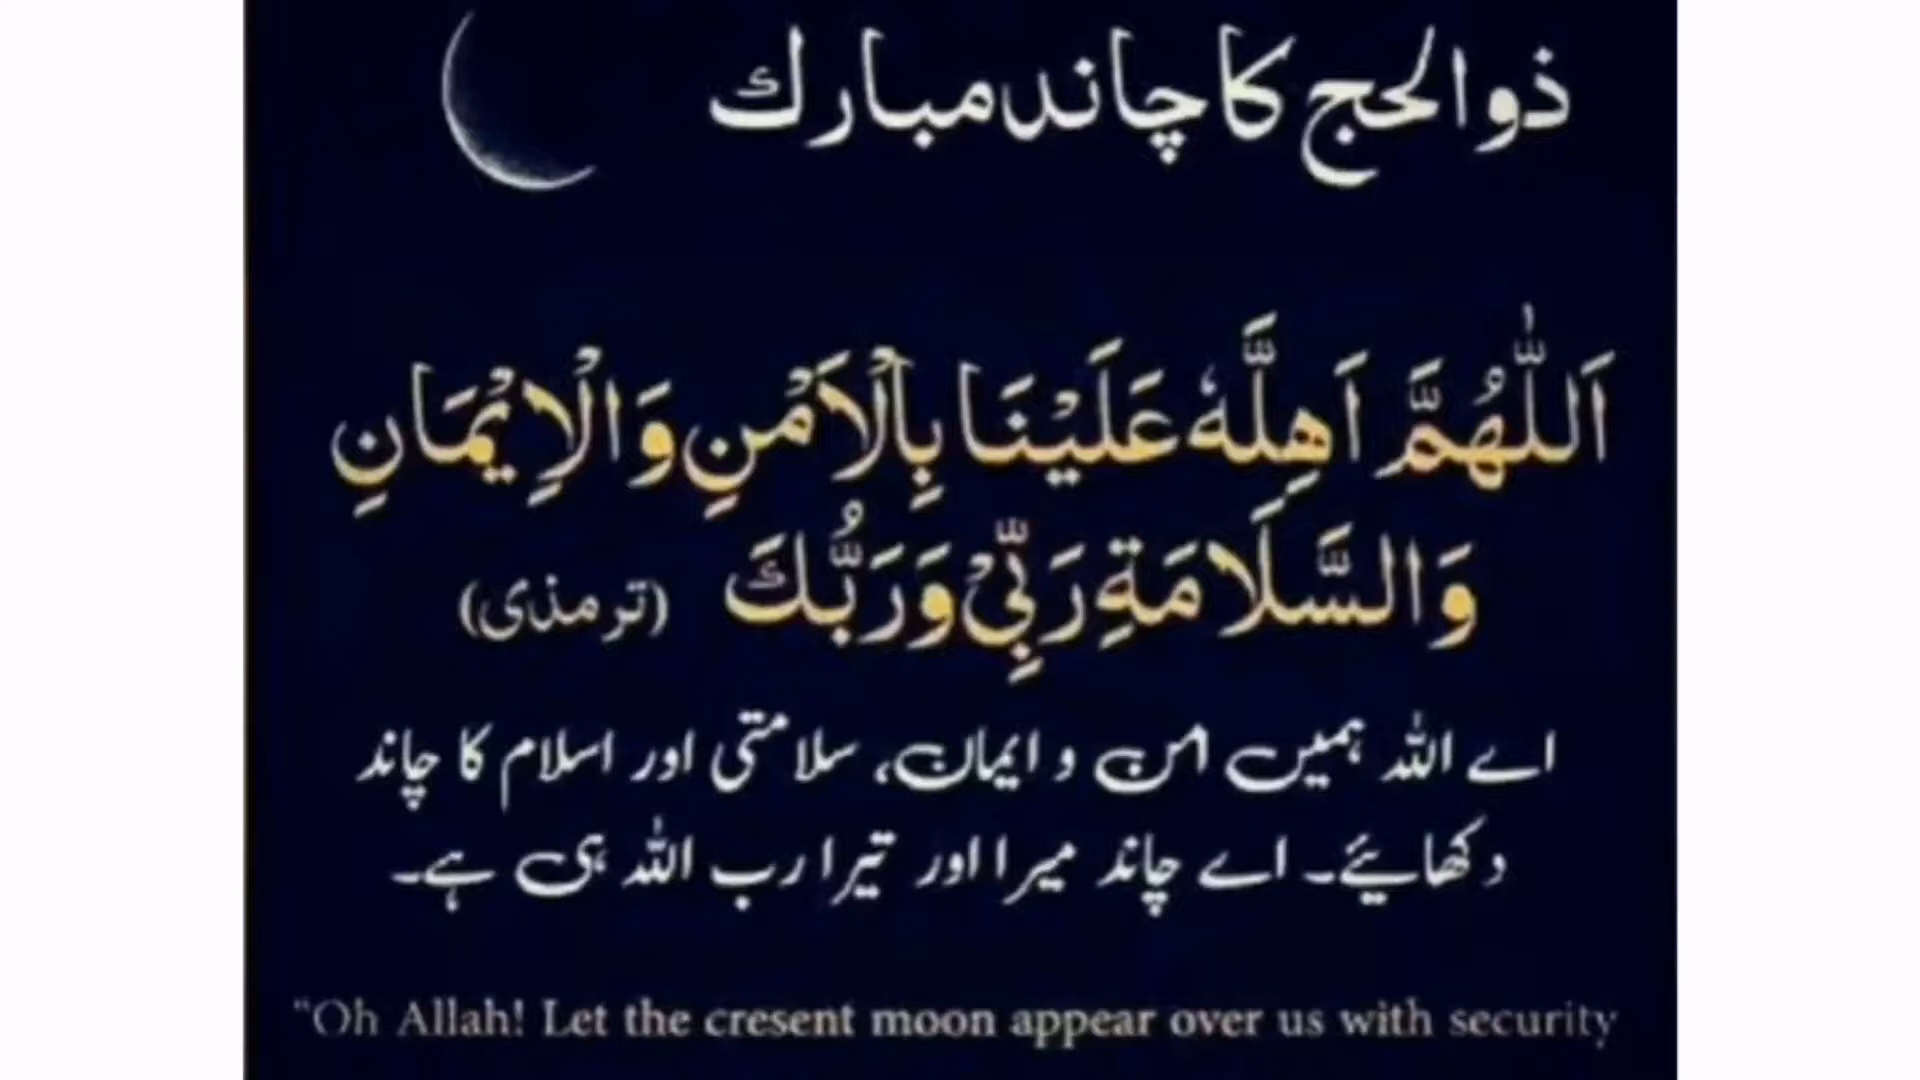 ذوالحج کا چاند مبارك
اَللّٰهُمَّ اَهِلَّهٗ عَلَيْنَا بِالْاَمْنِ وَالْاِيْمَانِ
وَالسَّلَامَةِ رَبِّيْ وَرَبُّكَ (ترمذی)
اے اللہ ہمیں امن و ایمان، سلامتی اور اسلام کا چاند
دکھائیے۔ اے چاند میرا اور تیرا رب اللہ ہی ہے۔
"Oh Allah! Let the cresent moon appear over us with security